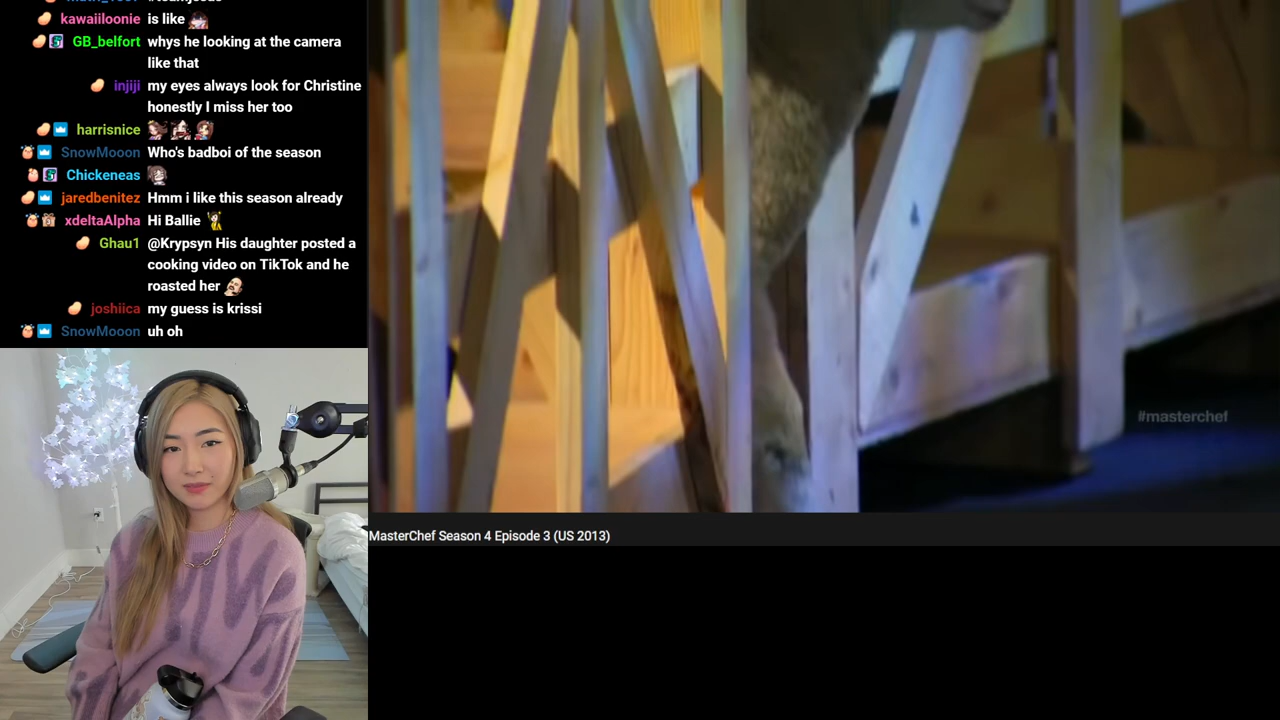 kawaiiloonie is like
GB_belfort whys he looking at the camera
like that
injiji my eyes always look for Christine
honestly I miss her too
harrisnice
SnowMooon Who's badboi of the season
Chickeneas
jaredbenitez Hmm i like this season already
xdeltaAlpha Hi Ballie
Ghau1 @Krypsyn His daughter posted a
cooking video on TikTok and he
roasted her
joshiica my guess is krissi
SnowMooon uh oh
#masterchef
MasterChef Season 4 Episode 3 (US 2013)